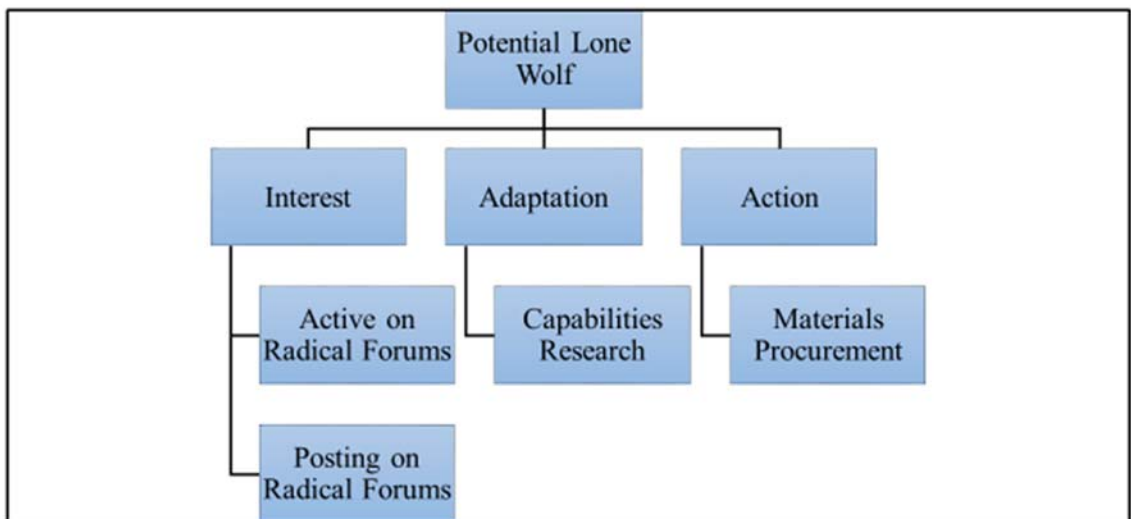 Potential Lone
Wolf
Interest
Adaptation
Action
Active on
Radical Forums
Capabilities
Research
Materials
Procurement
Posting on
Radical Forums